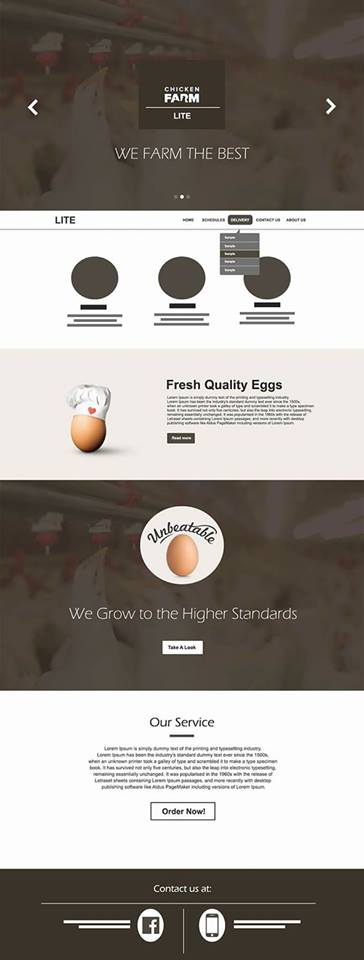 CHICKEN
FARM
LITE
WE FARM THE BEST
LITE
HOME SCHEDULES DELIVERY CONTACT US ABOUT US
Sample
Sample
Sample
Sample
Sample
Fresh Quality Eggs
Lorem Ipsum is simply dummy text of the printing and typesetting industry.
Lorem Ipsum has been the industry's standard dummy text ever since the 1500s,
when an unknown printer took a galley of type and scrambled it to make a type specimen
book. It has survived not only five centuries, but also the leap into electronic typesetting,
remaining essentially unchanged. It was popularised in the 1960s with the release of
Letraset sheets containing Lorem Ipsum passages, and more recently with desktop
publishing software like Aldus PageMaker including versions of Lorem Ipsum.
Read more
Unbeatable
We Grow to the Higher Standards
Take A Look
Our Service
Lorem Ipsum is simply dummy text of the printing and typesetting industry.
Lorem Ipsum has been the industry's standard dummy text ever since the 1500s,
when an unknown printer took a galley of type and scrambled it to make a type specimen
book. It has survived not only five centuries, but also the leap into electronic typesetting,
remaining essentially unchanged. It was popularised in the 1960s with the release of
Letraset sheets containing Lorem Ipsum passages, and more recently with desktop
publishing software like Aldus PageMaker including versions of Lorem Ipsum.
Order Now!
Contact us at: